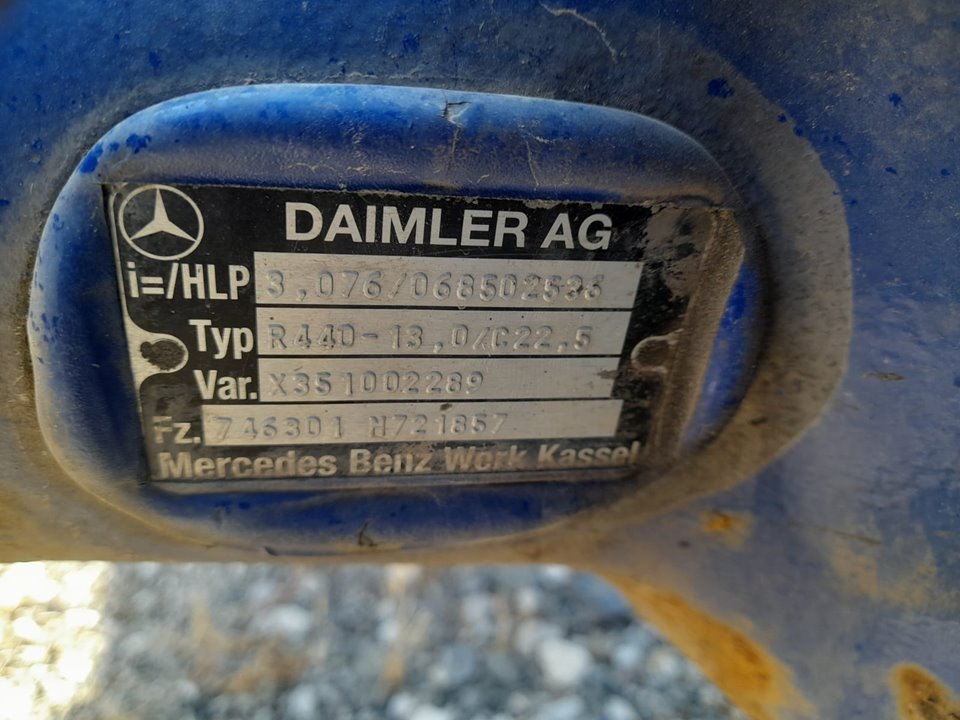 DAIMLER AG
i=/HLP 3,076/068502536
Typ R440-13,0/C22,5
Var. X351002289
Fz. 746301 N721857
Mercedes Benz Werk Kassel